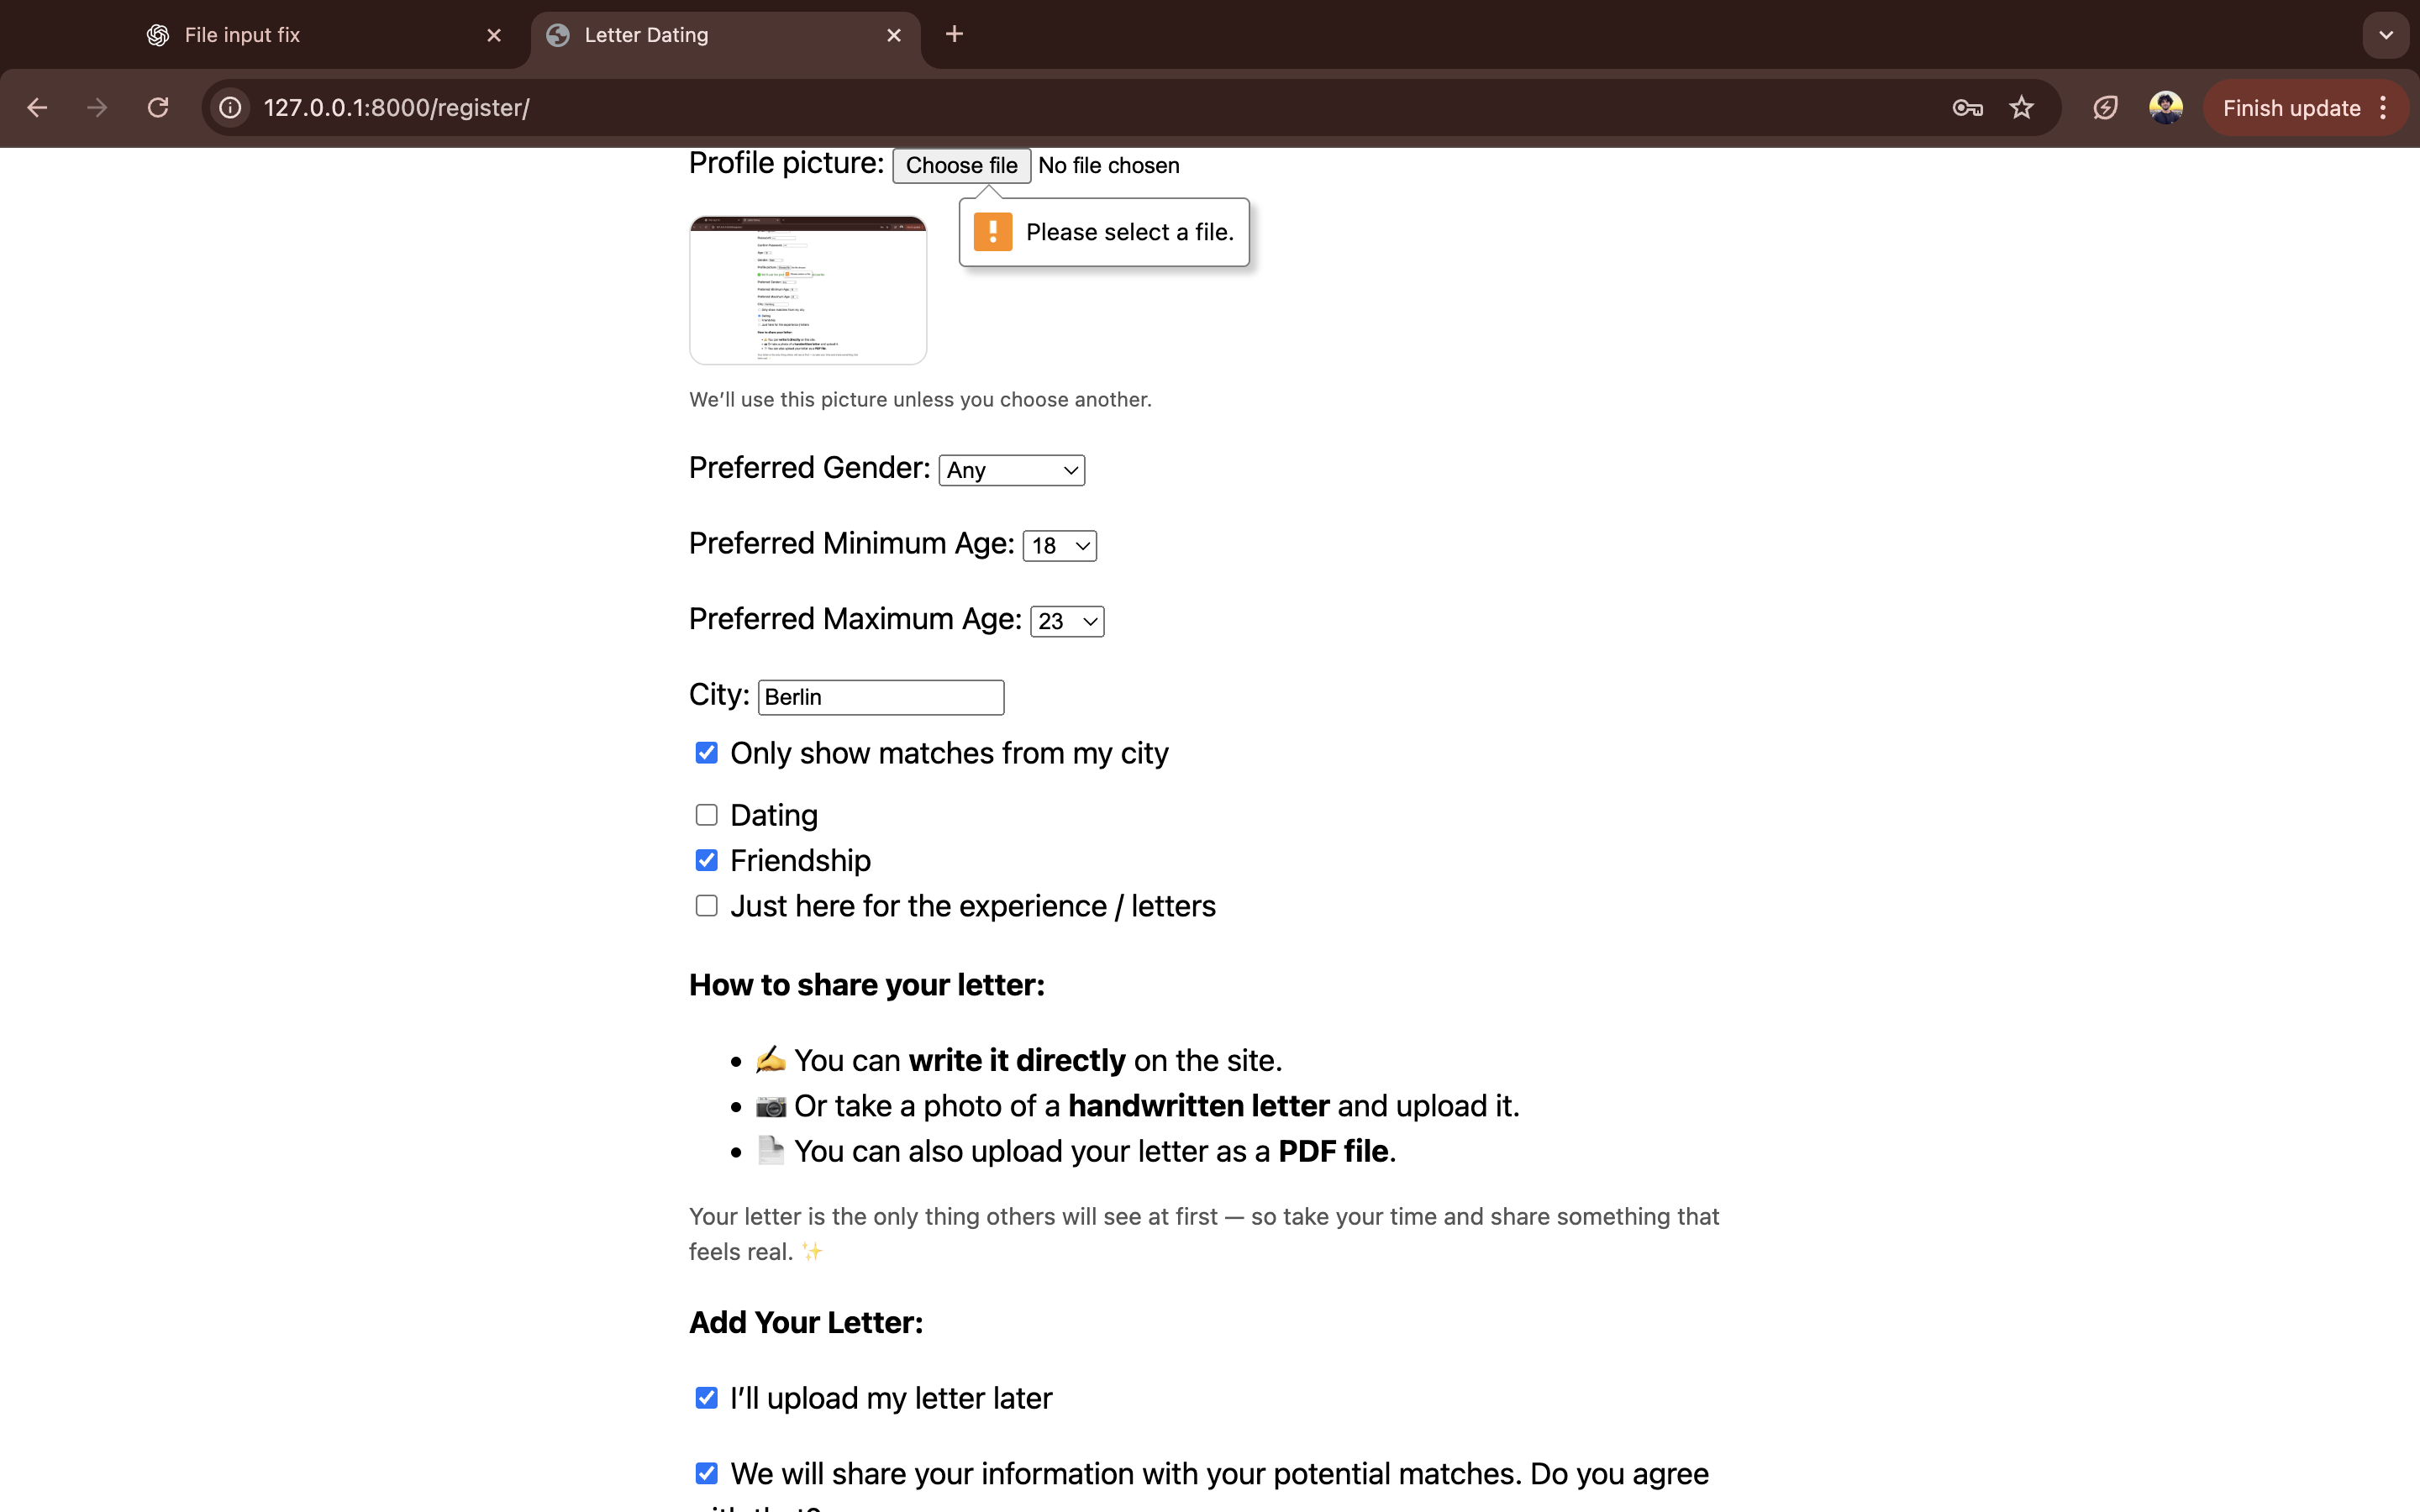 File input fix
Letter Dating
127.0.0.1:8000/register/
Finish update
Profile picture: Choose file No file chosen
Please select a file.
We’ll use this picture unless you choose another.
Preferred Gender: Any
Preferred Minimum Age: 18
Preferred Maximum Age: 23
City: Berlin
Only show matches from my city
Dating
Friendship
Just here for the experience / letters
How to share your letter:
• ✍️ You can write it directly on the site.
• 📷 Or take a photo of a handwritten letter and upload it.
• 📄 You can also upload your letter as a PDF file.
Your letter is the only thing others will see at first — so take your time and share something that
feels real. ✨
Add Your Letter:
I’ll upload my letter later
We will share your information with your potential matches. Do you agree